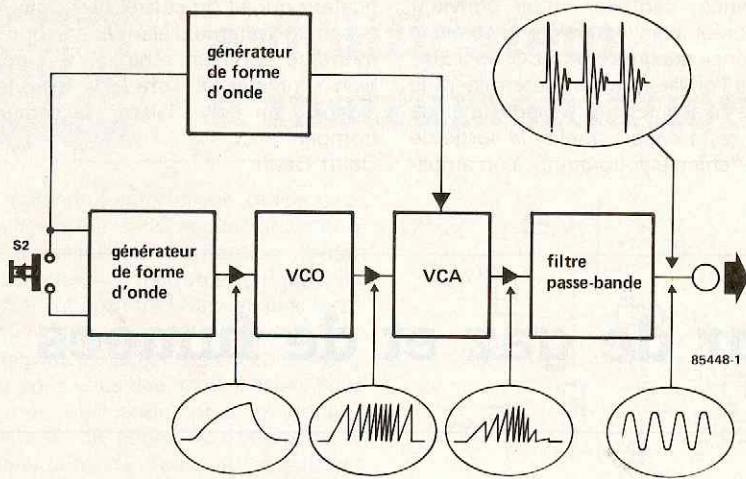 générateur
de forme
d'onde
S2
générateur
de forme
d'onde
VCO
VCA
filtre
passe-bande
85448-1